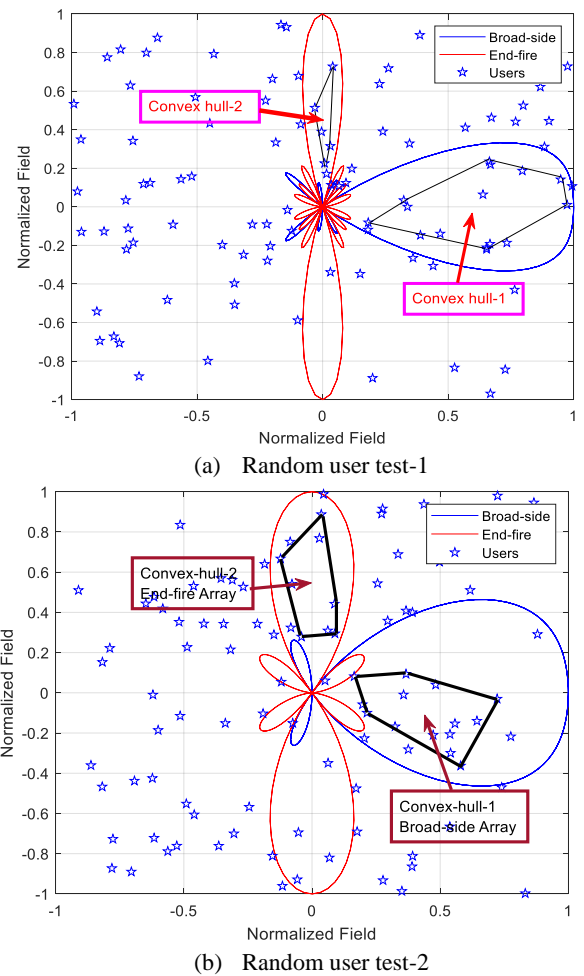 1
0.8
0.6
0.4
0.2
0
-0.2
-0.4
-0.6
-0.8
-1
Normalized Field
Broad-side
End-fire
Users
Convex hull-2
Convex hull-1
-1
-0.5
0
0.5
1
Normalized Field
(a) Random user test-1
1
0.8
0.6
0.4
0.2
0
-0.2
-0.4
-0.6
-0.8
-1
Normalized Field
Broad-side
End-fire
Users
Convex-hull-2
End-fire Array
Convex-hull-1
Broad-side Array
-1
-0.5
0
0.5
1
Normalized Field
(b) Random user test-2